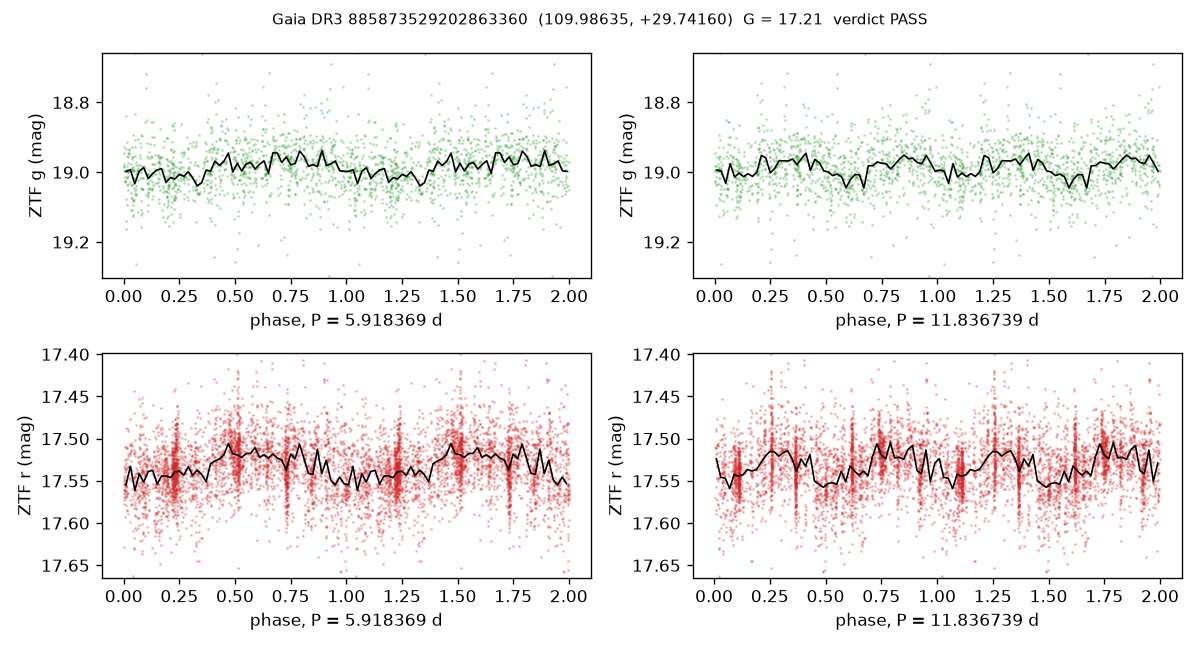 Gaia DR3 885873529202863360 (109.98635, +29.74160) G = 17.21 verdict PASS
ZTF g (mag)
18.8
19.0
19.2
0.00 0.25 0.50 0.75 1.00 1.25 1.50 1.75 2.00
phase, P = 5.918369 d
ZTF g (mag)
18.8
19.0
19.2
0.00 0.25 0.50 0.75 1.00 1.25 1.50 1.75 2.00
phase, P = 11.836739 d
ZTF r (mag)
17.40
17.45
17.50
17.55
17.60
17.65
0.00 0.25 0.50 0.75 1.00 1.25 1.50 1.75 2.00
phase, P = 5.918369 d
ZTF r (mag)
17.40
17.45
17.50
17.55
17.60
17.65
0.00 0.25 0.50 0.75 1.00 1.25 1.50 1.75 2.00
phase, P = 11.836739 d